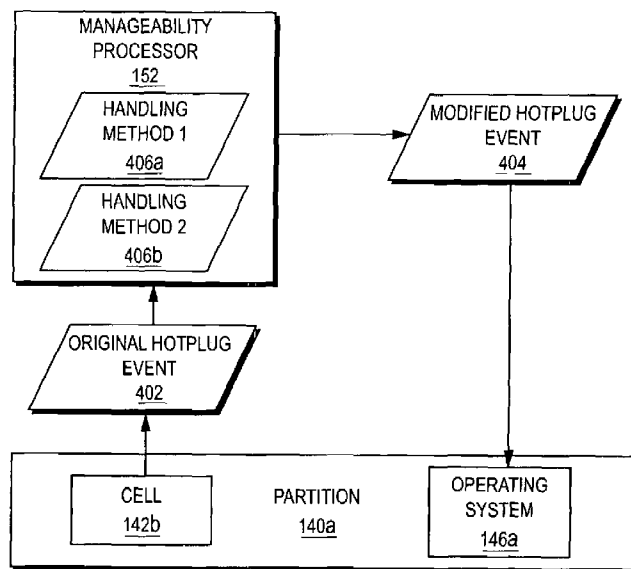 MANAGEABILITY
PROCESSOR
152
HANDLING
METHOD 1
406a
HANDLING
METHOD 2
406b
MODIFIED HOTPLUG
EVENT
404
ORIGINAL HOTPLUG
EVENT
402
CELL
142b
PARTITION
140a
OPERATING
SYSTEM
146a